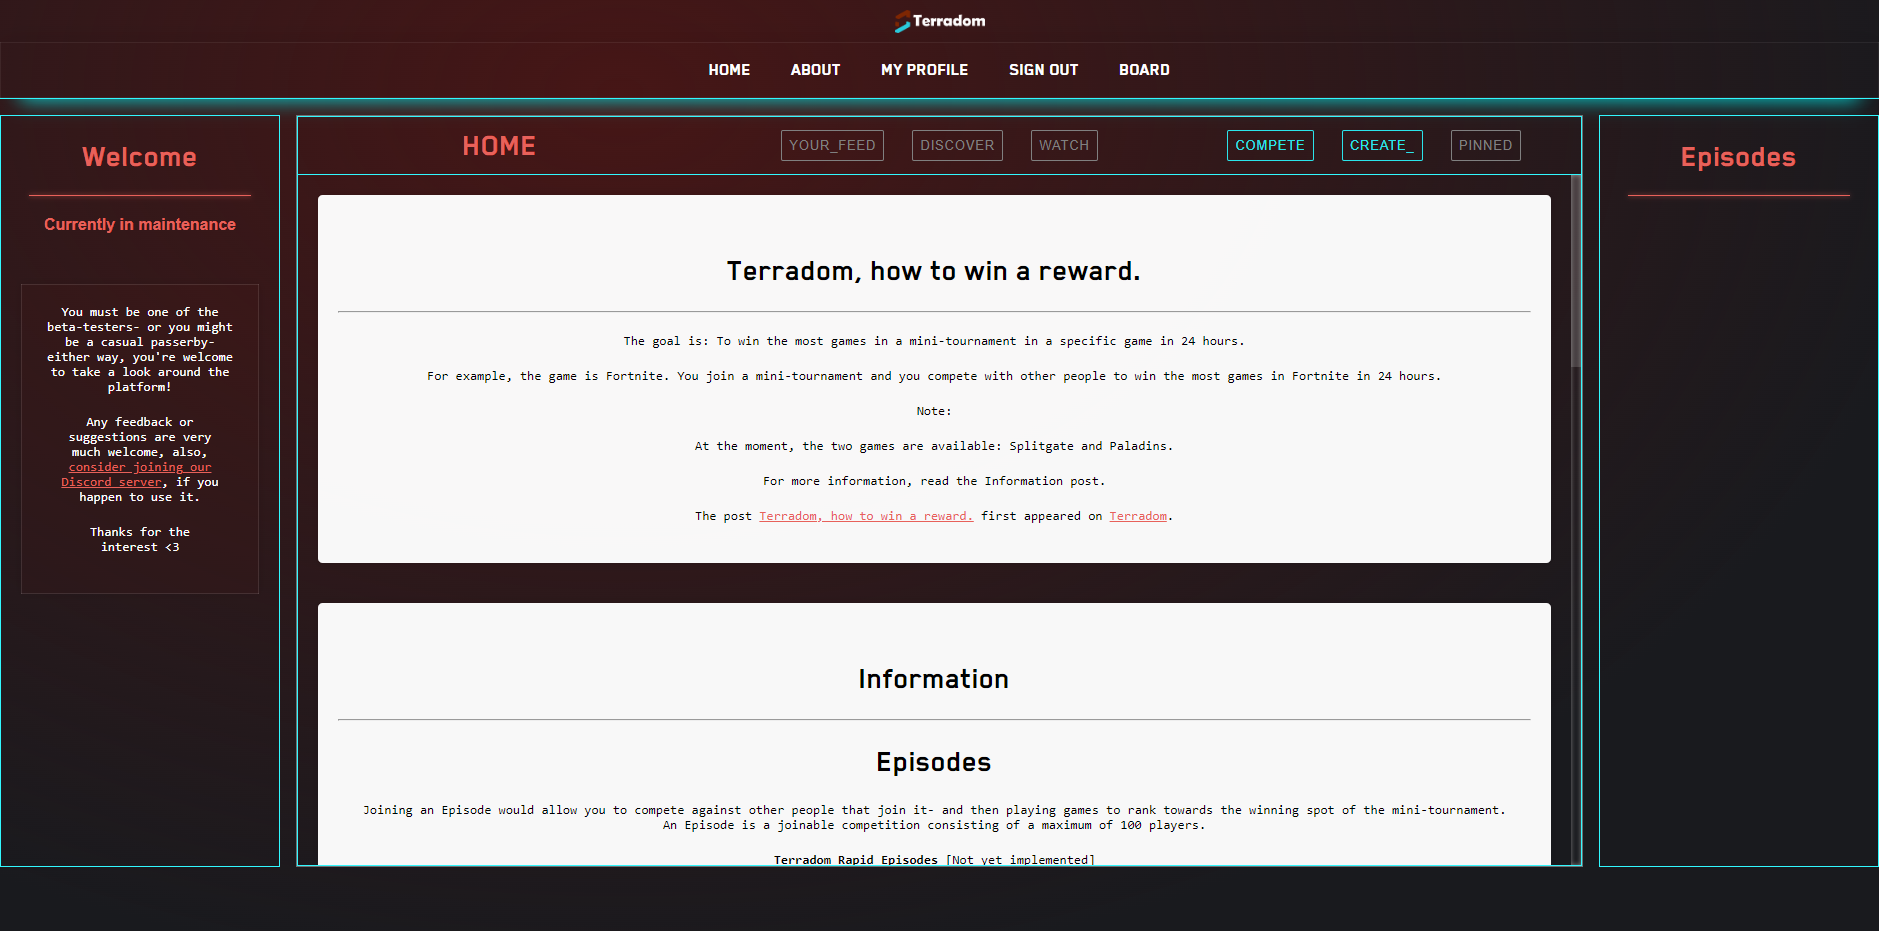 Terradom
HOME ABOUT MY PROFILE SIGN OUT BOARD
Welcome
Currently in maintenance
You must be one of the
beta-testers- or you might
be a casual passerby-
either way, you're welcome
to take a look around the
platform!
Any feedback or
suggestions are very
much welcome, also,
consider joining our
Discord server, if you
happen to use it.
Thanks for the
interest <3
HOME YOUR_FEED DISCOVER WATCH COMPETE CREATE_ PINNED
Terradom, how to win a reward.
The goal is: To win the most games in a mini-tournament in a specific game in 24 hours.
For example, the game is Fortnite. You join a mini-tournament and you compete with other people to win the most games in Fortnite in 24 hours.
Note:
At the moment, the two games are available: Splitgate and Paladins.
For more information, read the Information post.
The post Terradom, how to win a reward. first appeared on Terradom.
Information
Episodes
Joining an Episode would allow you to compete against other people that join it- and then playing games to rank towards the winning spot of the mini-tournament.
An Episode is a joinable competition consisting of a maximum of 100 players.
Terradom Rapid Episodes [Not yet implemented]
Episodes